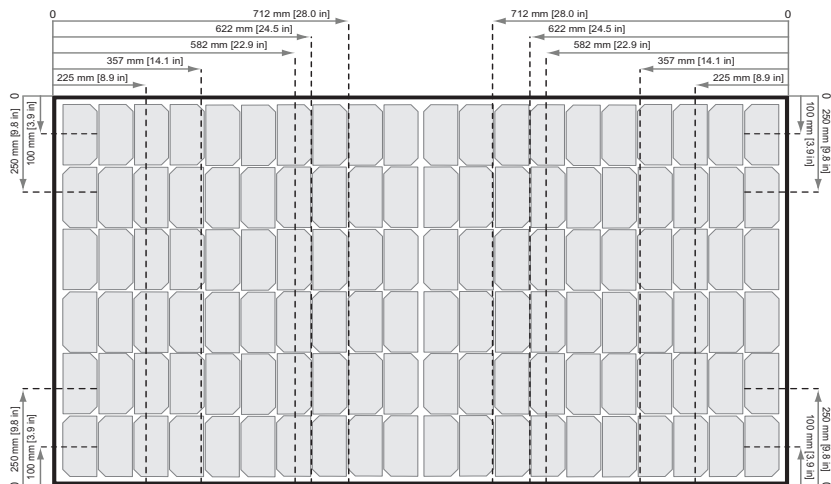 0
712 mm [28.0 in]
712 mm [28.0 in]
0
622 mm [24.5 in]
622 mm [24.5 in]
582 mm [22.9 in]
582 mm [22.9 in]
357 mm [14.1 in]
357 mm [14.1 in]
225 mm [8.9 in]
225 mm [8.9 in]
0
250 mm [9.8 in]
100 mm [3.9 in]
0
100 mm [3.9 in]
250 mm [9.8 in]
250 mm [9.8 in]
100 mm [3.9 in]
100 mm [3.9 in]
250 mm [9.8 in]